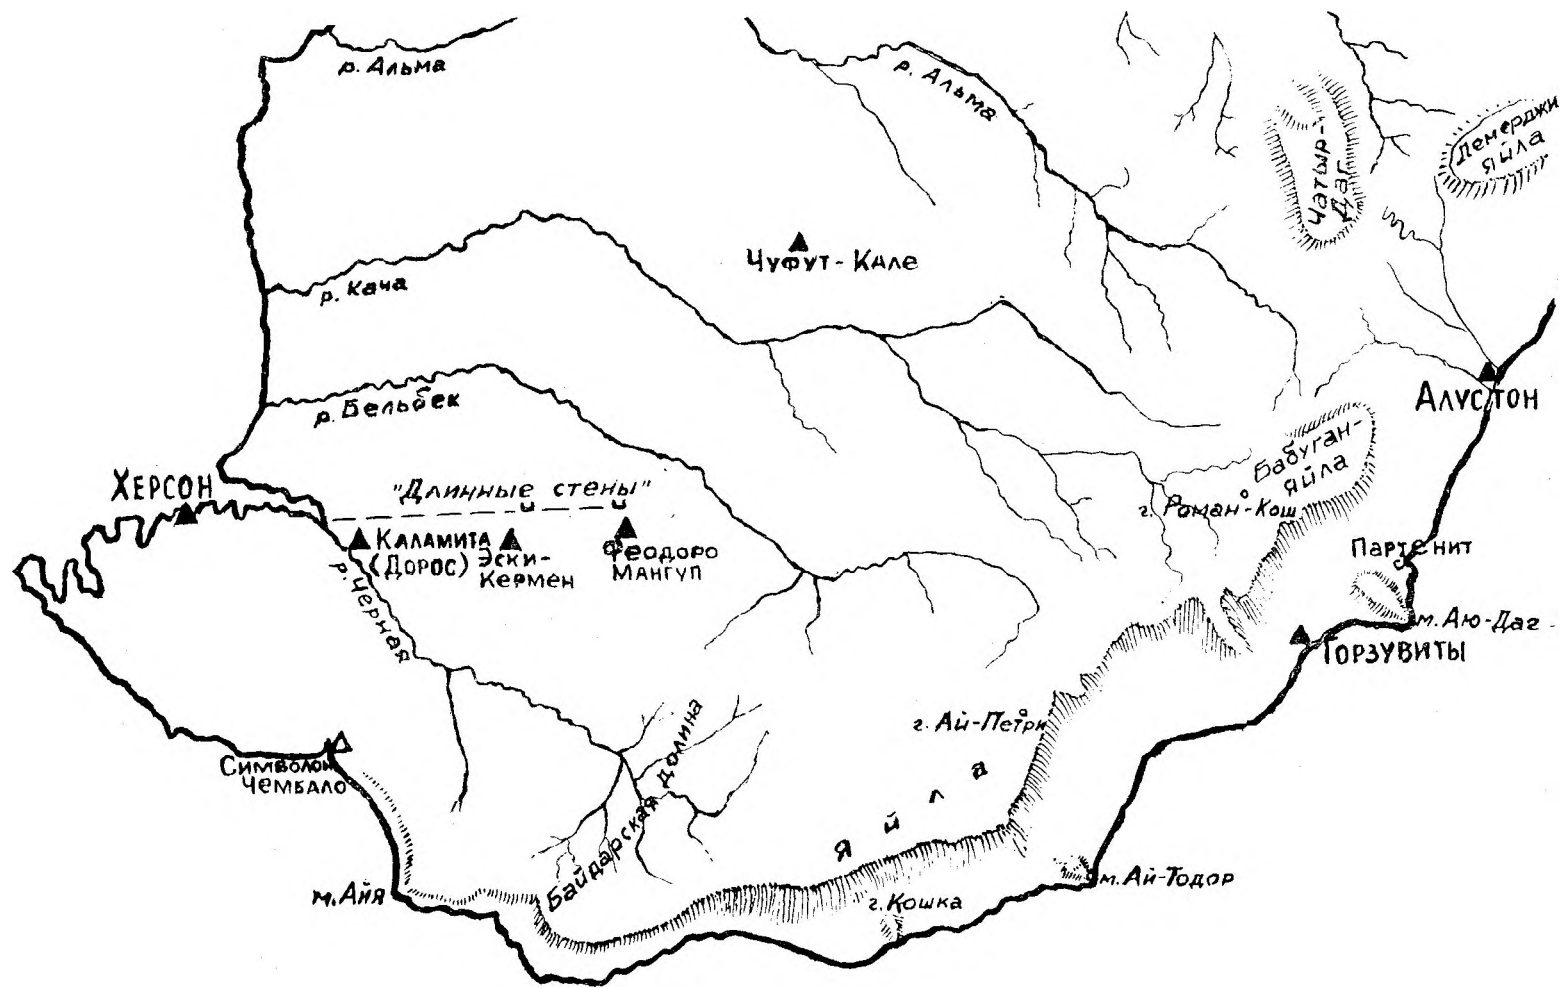 р. Альма
р. Альма
Чатыр-
Даг
Демерджи
яйла
Чуфут-Кале
р. Кача
р. Бельбек
Алустон
Бабуган-
яйла
Херсон
"Длинные стены"
г. Роман-Кош
Каламита
(Дорос)
Эски-
Кермен
Феодоро
Мангуп
Партенит
р. Черная
м. Аю-Даг
Горзувиты
г. Ай-Петри
Символон
Чембало
Байдарская долина
Яйла
м. Айя
г. Кошка
м. Ай-Тодор